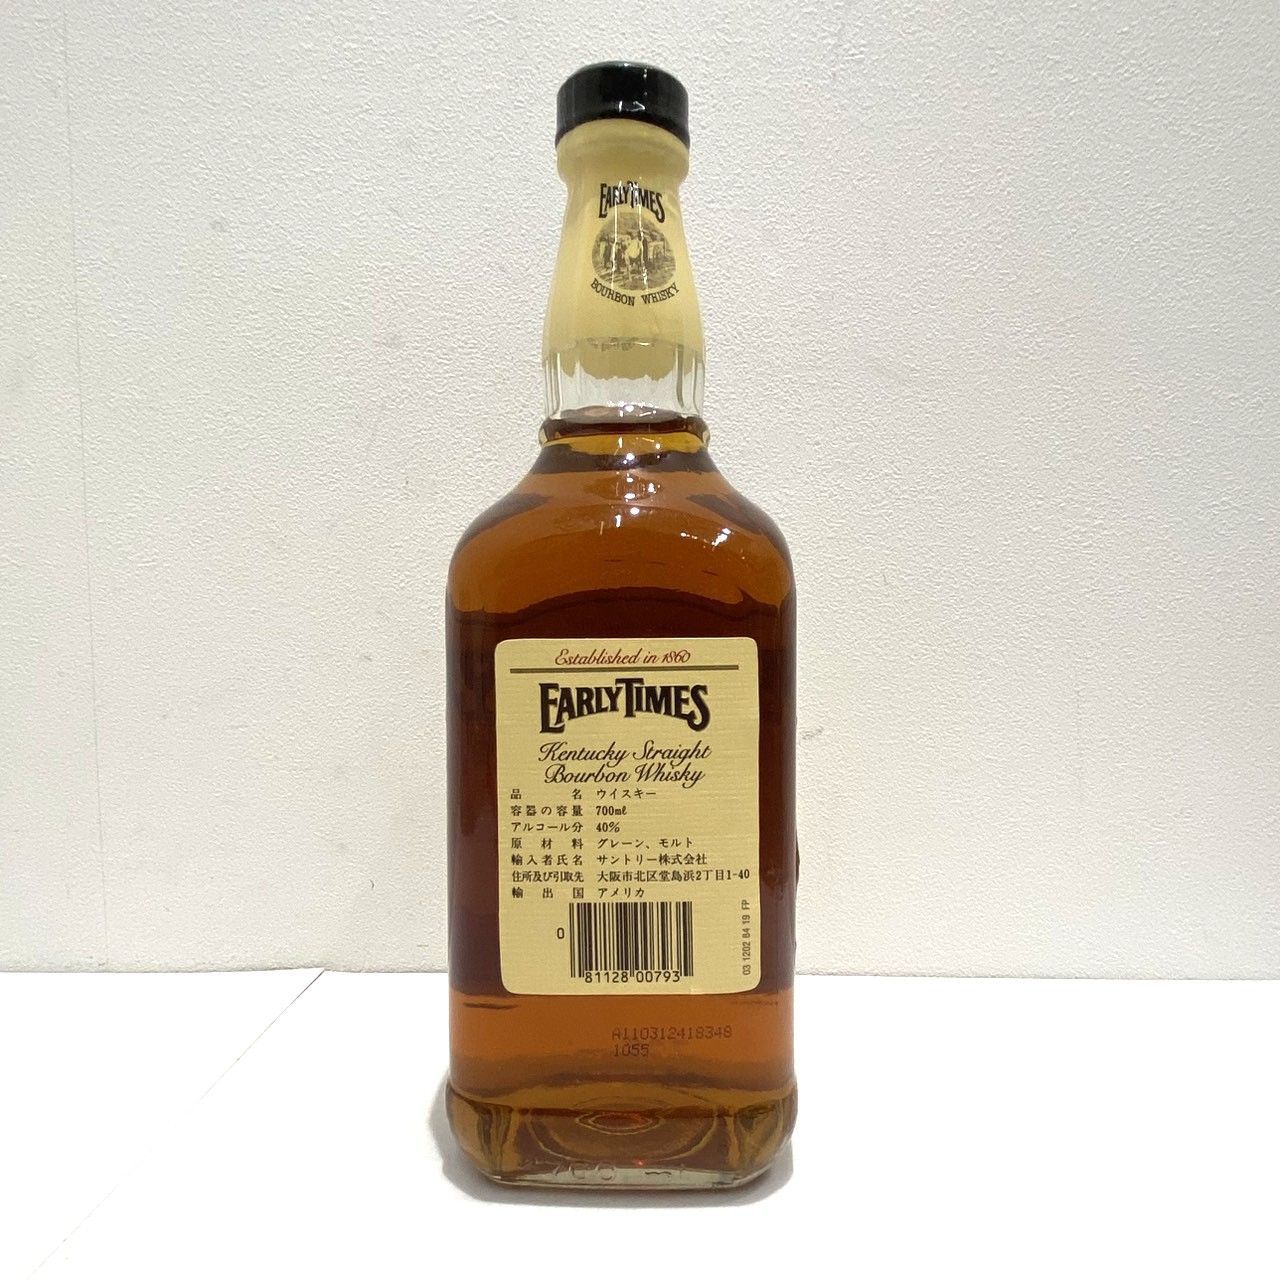 EARLY TIMES
BOURBON WHISKY
Established in 1860
EARLY TIMES
Kentucky Straight
Bourbon Whisky
品名 ウイスキー
容器の容量 700mℓ
アルコール分 40%
原材料 グレーン、モルト
輸入者氏名 サントリー株式会社
住所及び引取先 大阪市北区堂島浜2丁目1-40
輸出国 アメリカ
0 81128 00793
03 1202 84 19 FP
A110312418348
1055